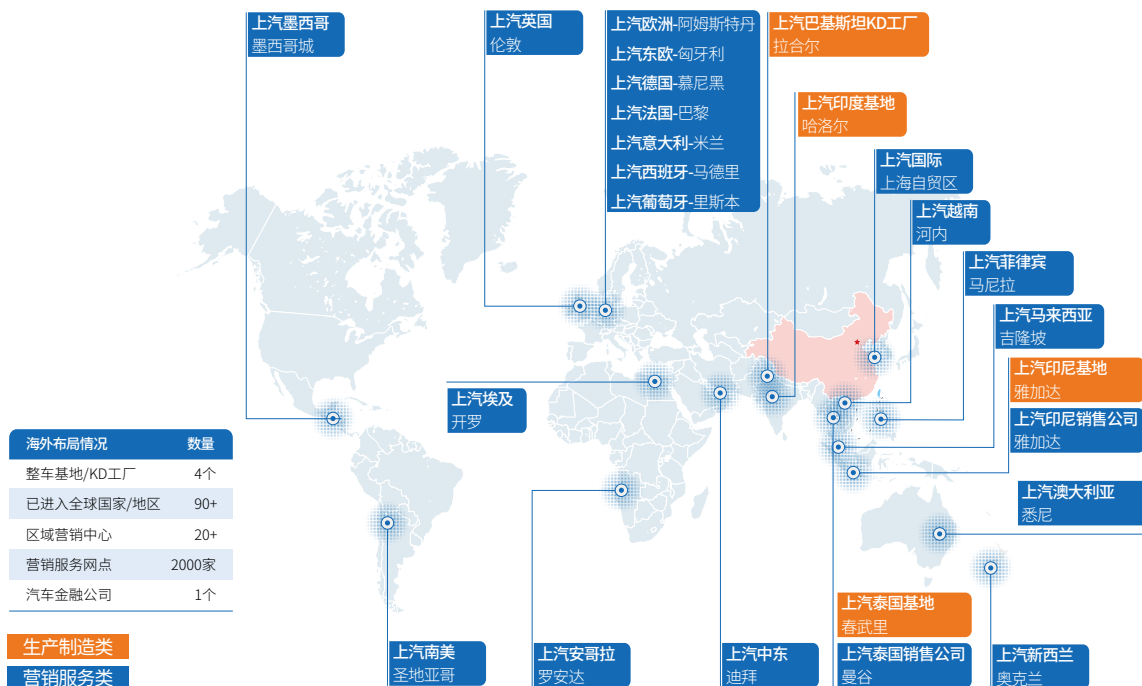 上汽墨西哥
墨西哥城
上汽英国
伦敦
上汽欧洲-阿姆斯特丹
上汽东欧-匈牙利
上汽德国-慕尼黑
上汽法国-巴黎
上汽意大利-米兰
上汽西班牙-马德里
上汽葡萄牙-里斯本
上汽巴基斯坦KD工厂
拉合尔
上汽印度基地
哈洛尔
上汽国际
上海自贸区
上汽越南
河内
上汽菲律宾
马尼拉
上汽马来西亚
吉隆坡
上汽印尼基地
雅加达
上汽印尼销售公司
雅加达
上汽澳大利亚
悉尼
上汽埃及
开罗
海外布局情况 数量
整车基地/KD工厂 4个
已进入全球国家/地区 90+
区域营销中心 20+
营销服务网点 2000家
汽车金融公司 1个
生产制造类
营销服务类
上汽南美
圣地亚哥
上汽安哥拉
罗安达
上汽中东
迪拜
上汽泰国基地
春武里
上汽泰国销售公司
曼谷
上汽新西兰
奥克兰